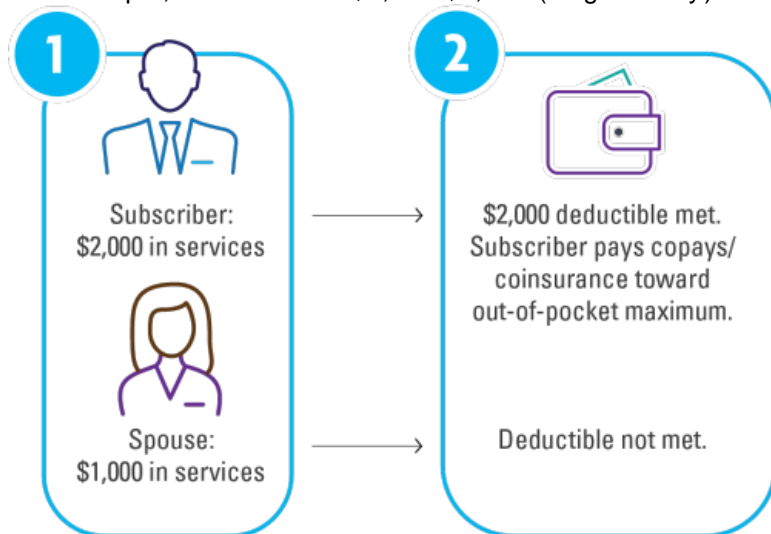 1
Subscriber:
$2,000 in services
Spouse:
$1,000 in services
2
$2,000 deductible met.
Subscriber pays copays/
coinsurance toward
out-of-pocket maximum.
Deductible not met.